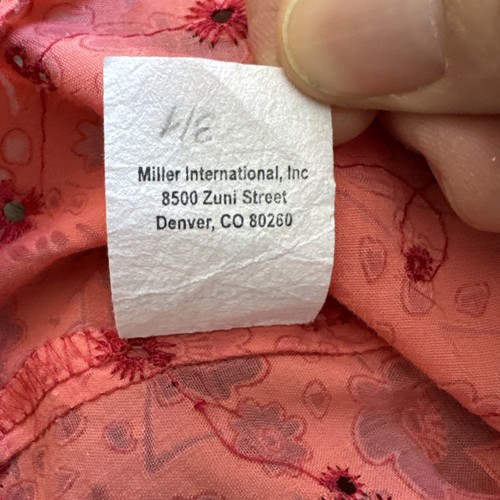 Miller International, Inc
8500 Zuni Street
Denver, CO 80260